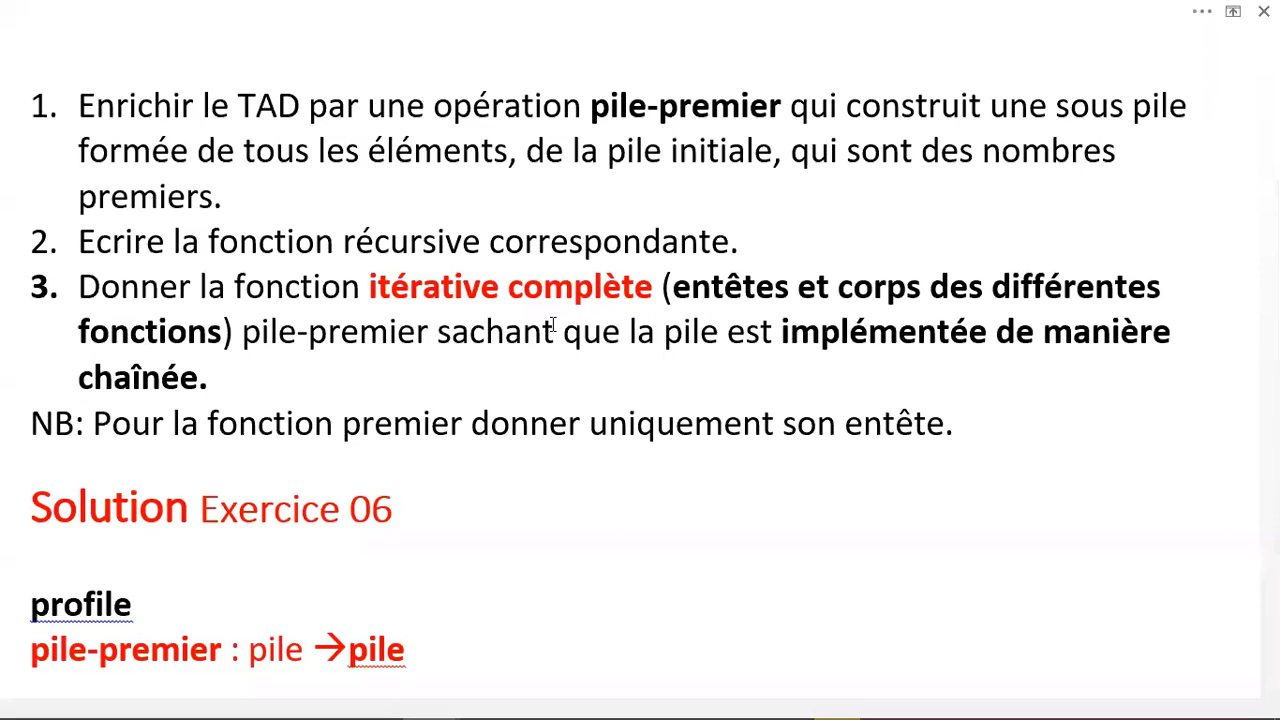 1. Enrichir le TAD par une opération pile-premier qui construit une sous pile
formée de tous les éléments, de la pile initiale, qui sont des nombres
premiers.
2. Ecrire la fonction récursive correspondante.
3. Donner la fonction itérative complète (entêtes et corps des différentes
fonctions) pile-premier sachant que la pile est implémentée de manière
chaînée.
NB: Pour la fonction premier donner uniquement son entête.
Solution Exercice 06
profile
pile-premier : pile →pile